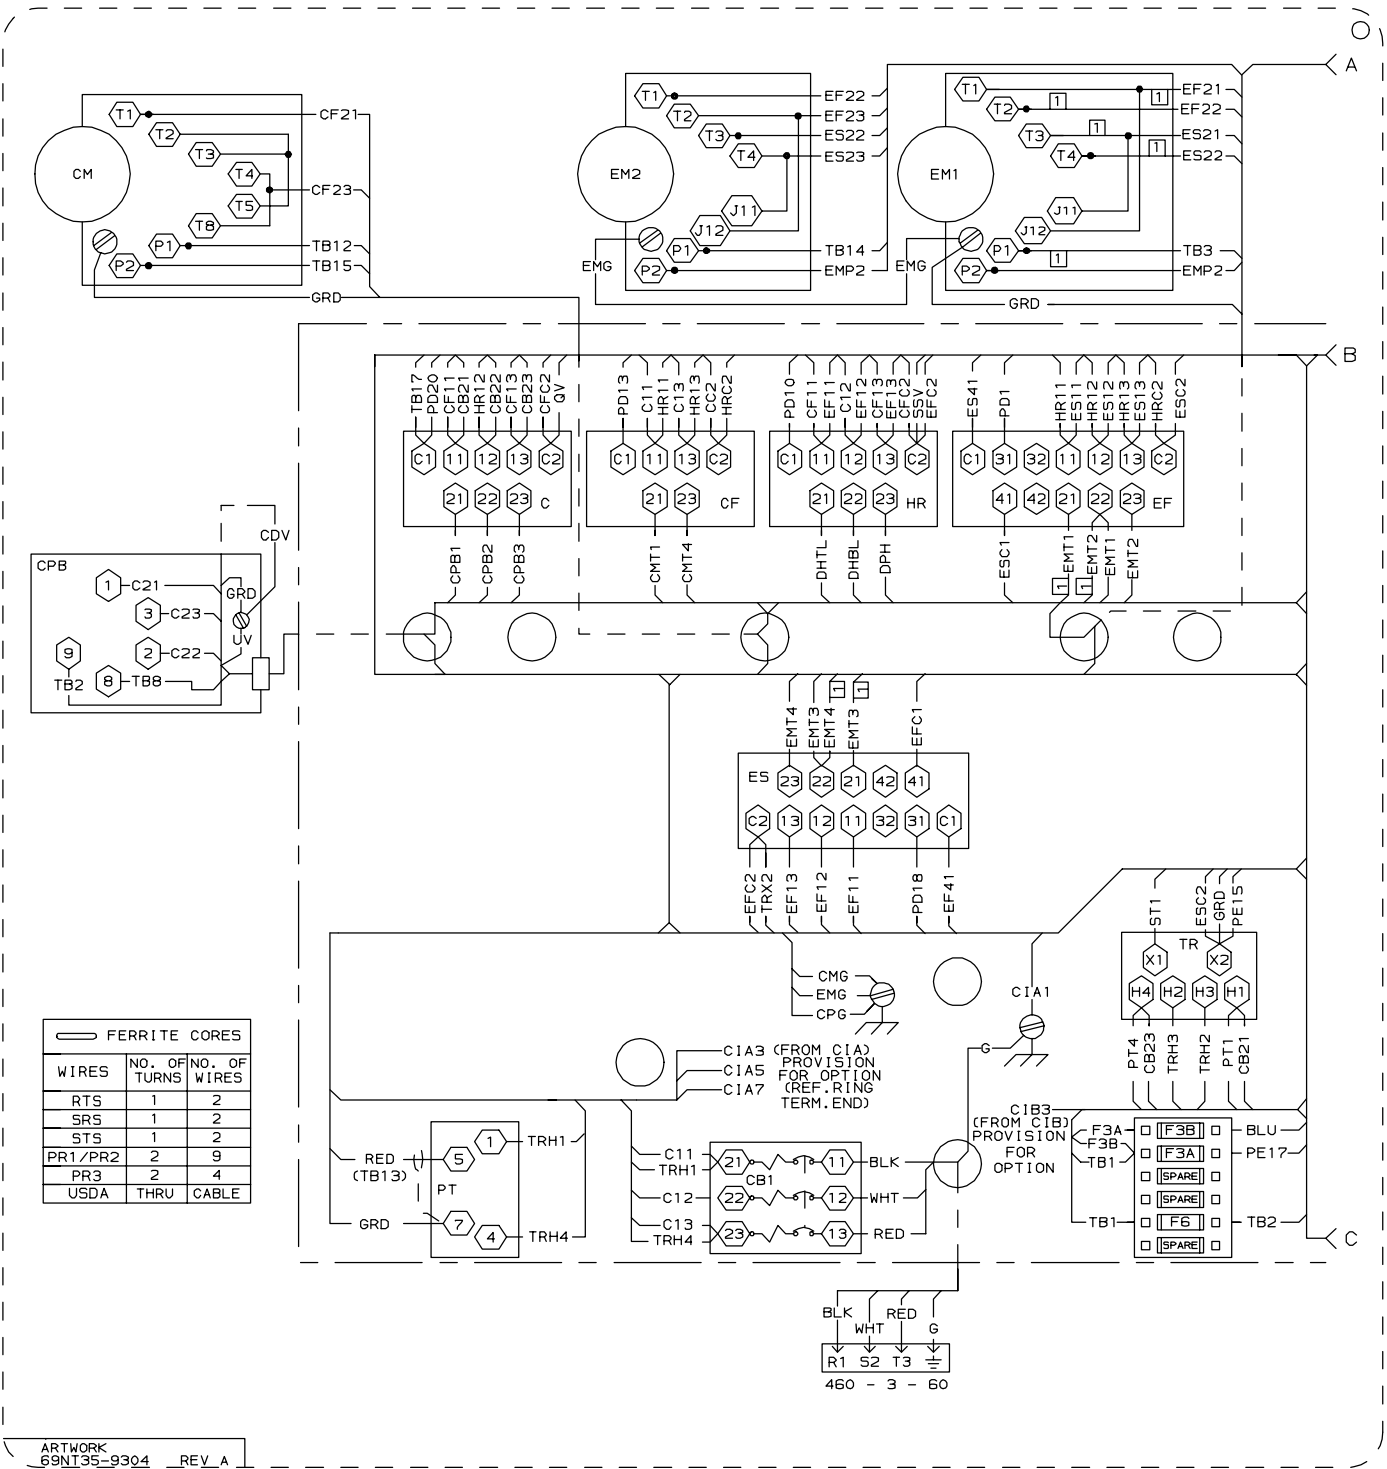 A
CM
T1
T2
T3
T4
T5
T8
P1
P2
CF21
CF23
TB12
TB15
GRD
EM2
T1
T2
T3
T4
J11
J12
P1
P2
EF22
EF23
ES22
ES23
TB14
EMP2
EMG
EM1
T1
T2
T3
T4
J11
J12
P1
P2
1
1
1
1
1
EF21
EF22
ES21
ES22
TB3
EMP2
EMG
GRD
B
TB17
PD20
CF11
CB21
HR12
CB22
CF13
CB23
CFC2
QV
C1
11
12
13
C2
21
22
23
C
CPB1
CPB2
CPB3
PD13
C11
HR11
C13
HR13
CC2
HRC2
C1
11
13
C2
21
23
CF
CMT1
CMT4
PD10
CF11
EF11
C12
EF12
CF13
EF13
CFC2
SSV
EFC2
C1
11
12
13
C2
21
22
23
HR
DHTL
DHBL
DPH
ES41
PD1
HR11
ES11
HR12
ES12
HR13
ES13
HRC2
ESC2
C1
31
32
11
12
13
C2
41
42
21
22
23
EF
ESC1
EMT1
EMT2
EMT1
EMT2
1
1
CPB
1
C21
3
C23
2
C22
9
TB2
8
TB8
GRD
UV
CDV
EMT4
EMT3
EMT4
1
EMT3
1
EFC1
ES
23
22
21
42
41
C2
13
12
11
32
31
C1
EFC2
TRX2
EF13
EF12
EF11
PD18
EF41
CMG
EMG
CPG
CIA1
G
ST1
ESC2
GRD
PE15
TR
X1
X2
H4
H2
H3
H1
PT4
CB23
TRH3
TRH2
PT1
CB21
FERRITE CORES
WIRES
NO. OF TURNS
NO. OF WIRES
RTS 1 2
SRS 1 2
STS 1 2
PR1/PR2 2 9
PR3 2 4
USDA THRU CABLE
CIA3 (FROM CIA)
CIA5 PROVISION FOR OPTION
CIA7 (REF.RING TERM.END)
RED
(TB13)
GRD
5
1
7
4
PT
TRH1
TRH4
C11
TRH1
C12
C13
TRH4
21
22
23
CB1
11
12
13
BLK
WHT
RED
CIB3
(FROM CIB)
PROVISION
FOR
OPTION
F3A
F3B
TB1
TB1
F3B
F3A
SPARE
SPARE
F6
SPARE
BLU
PE17
TB2
C
BLK
WHT
RED
G
R1 S2 T3
460 - 3 - 60
ARTWORK
69NT35-9304 REV A